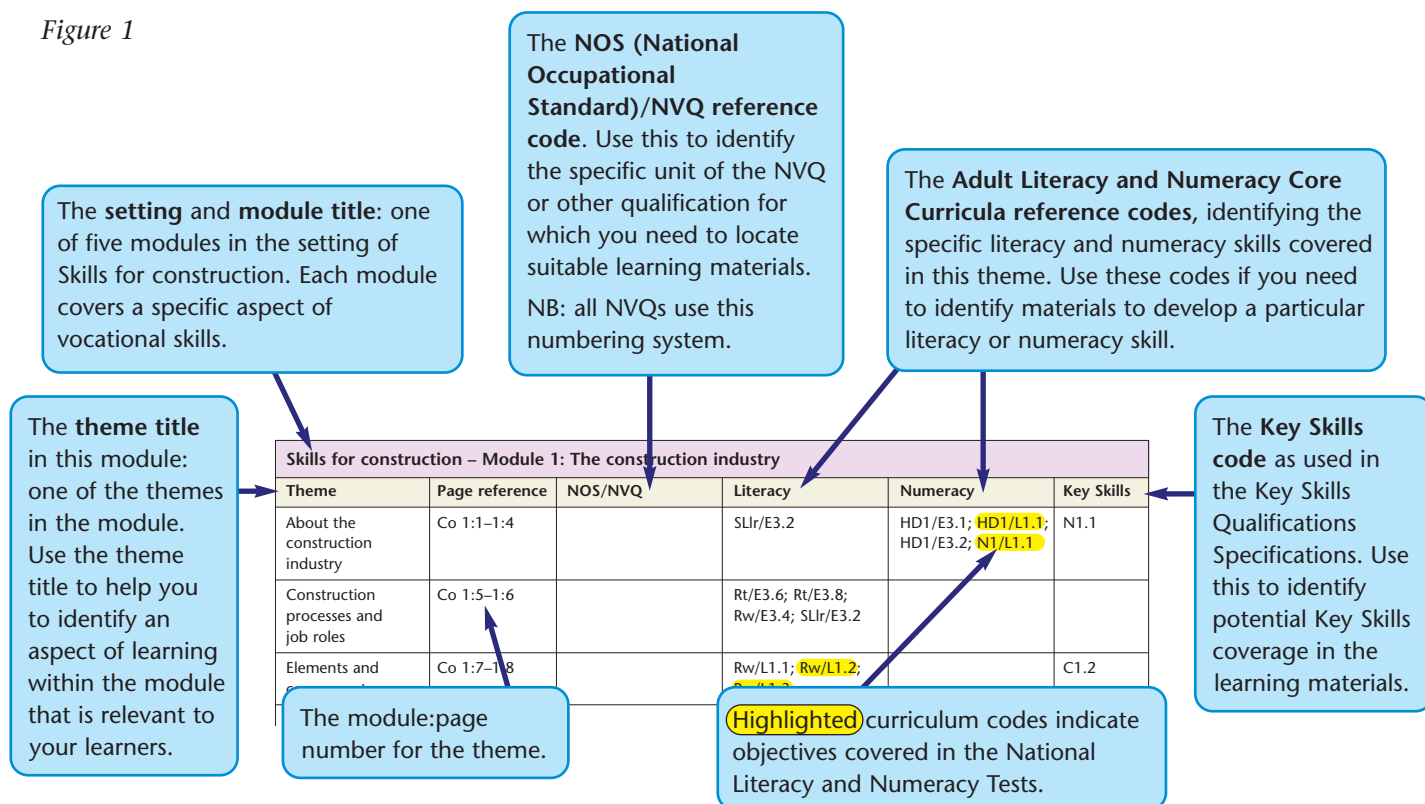 Figure 1
The NOS (National
Occupational
Standard)/NVQ reference
code. Use this to identify
the specific unit of the NVQ
or other qualification for
which you need to locate
suitable learning materials.
NB: all NVQs use this
numbering system.
The Adult Literacy and Numeracy Core
Curricula reference codes, identifying the
specific literacy and numeracy skills covered
in this theme. Use these codes if you need
to identify materials to develop a particular
literacy or numeracy skill.
The setting and module title: one
of five modules in the setting of
Skills for construction. Each module
covers a specific aspect of
vocational skills.
The theme title
in this module:
one of the themes
in the module.
Use the theme
title to help you
to identify an
aspect of learning
within the module
that is relevant to
your learners.
The Key Skills
code as used in
the Key Skills
Qualifications
Specifications. Use
this to identify
potential Key Skills
coverage in the
learning materials.
Skills for construction – Module 1: The construction industry
Theme Page reference NOS/NVQ Literacy Numeracy Key Skills
About the Co 1:1–1:4 SLlr/E3.2 HD1/E3.1; HD1/L1.1; N1.1
construction HD1/E3.2; N1/L1.1
industry
Construction Co 1:5–1:6 Rt/E3.6; Rt/E3.8;
processes and Rw/E3.4; SLlr/E3.2
job roles
Elements and Co 1:7–1:8 Rw/L1.1; Rw/L1.2; C1.2
The module:page
number for the theme.
Highlighted curriculum codes indicate
objectives covered in the National
Literacy and Numeracy Tests.